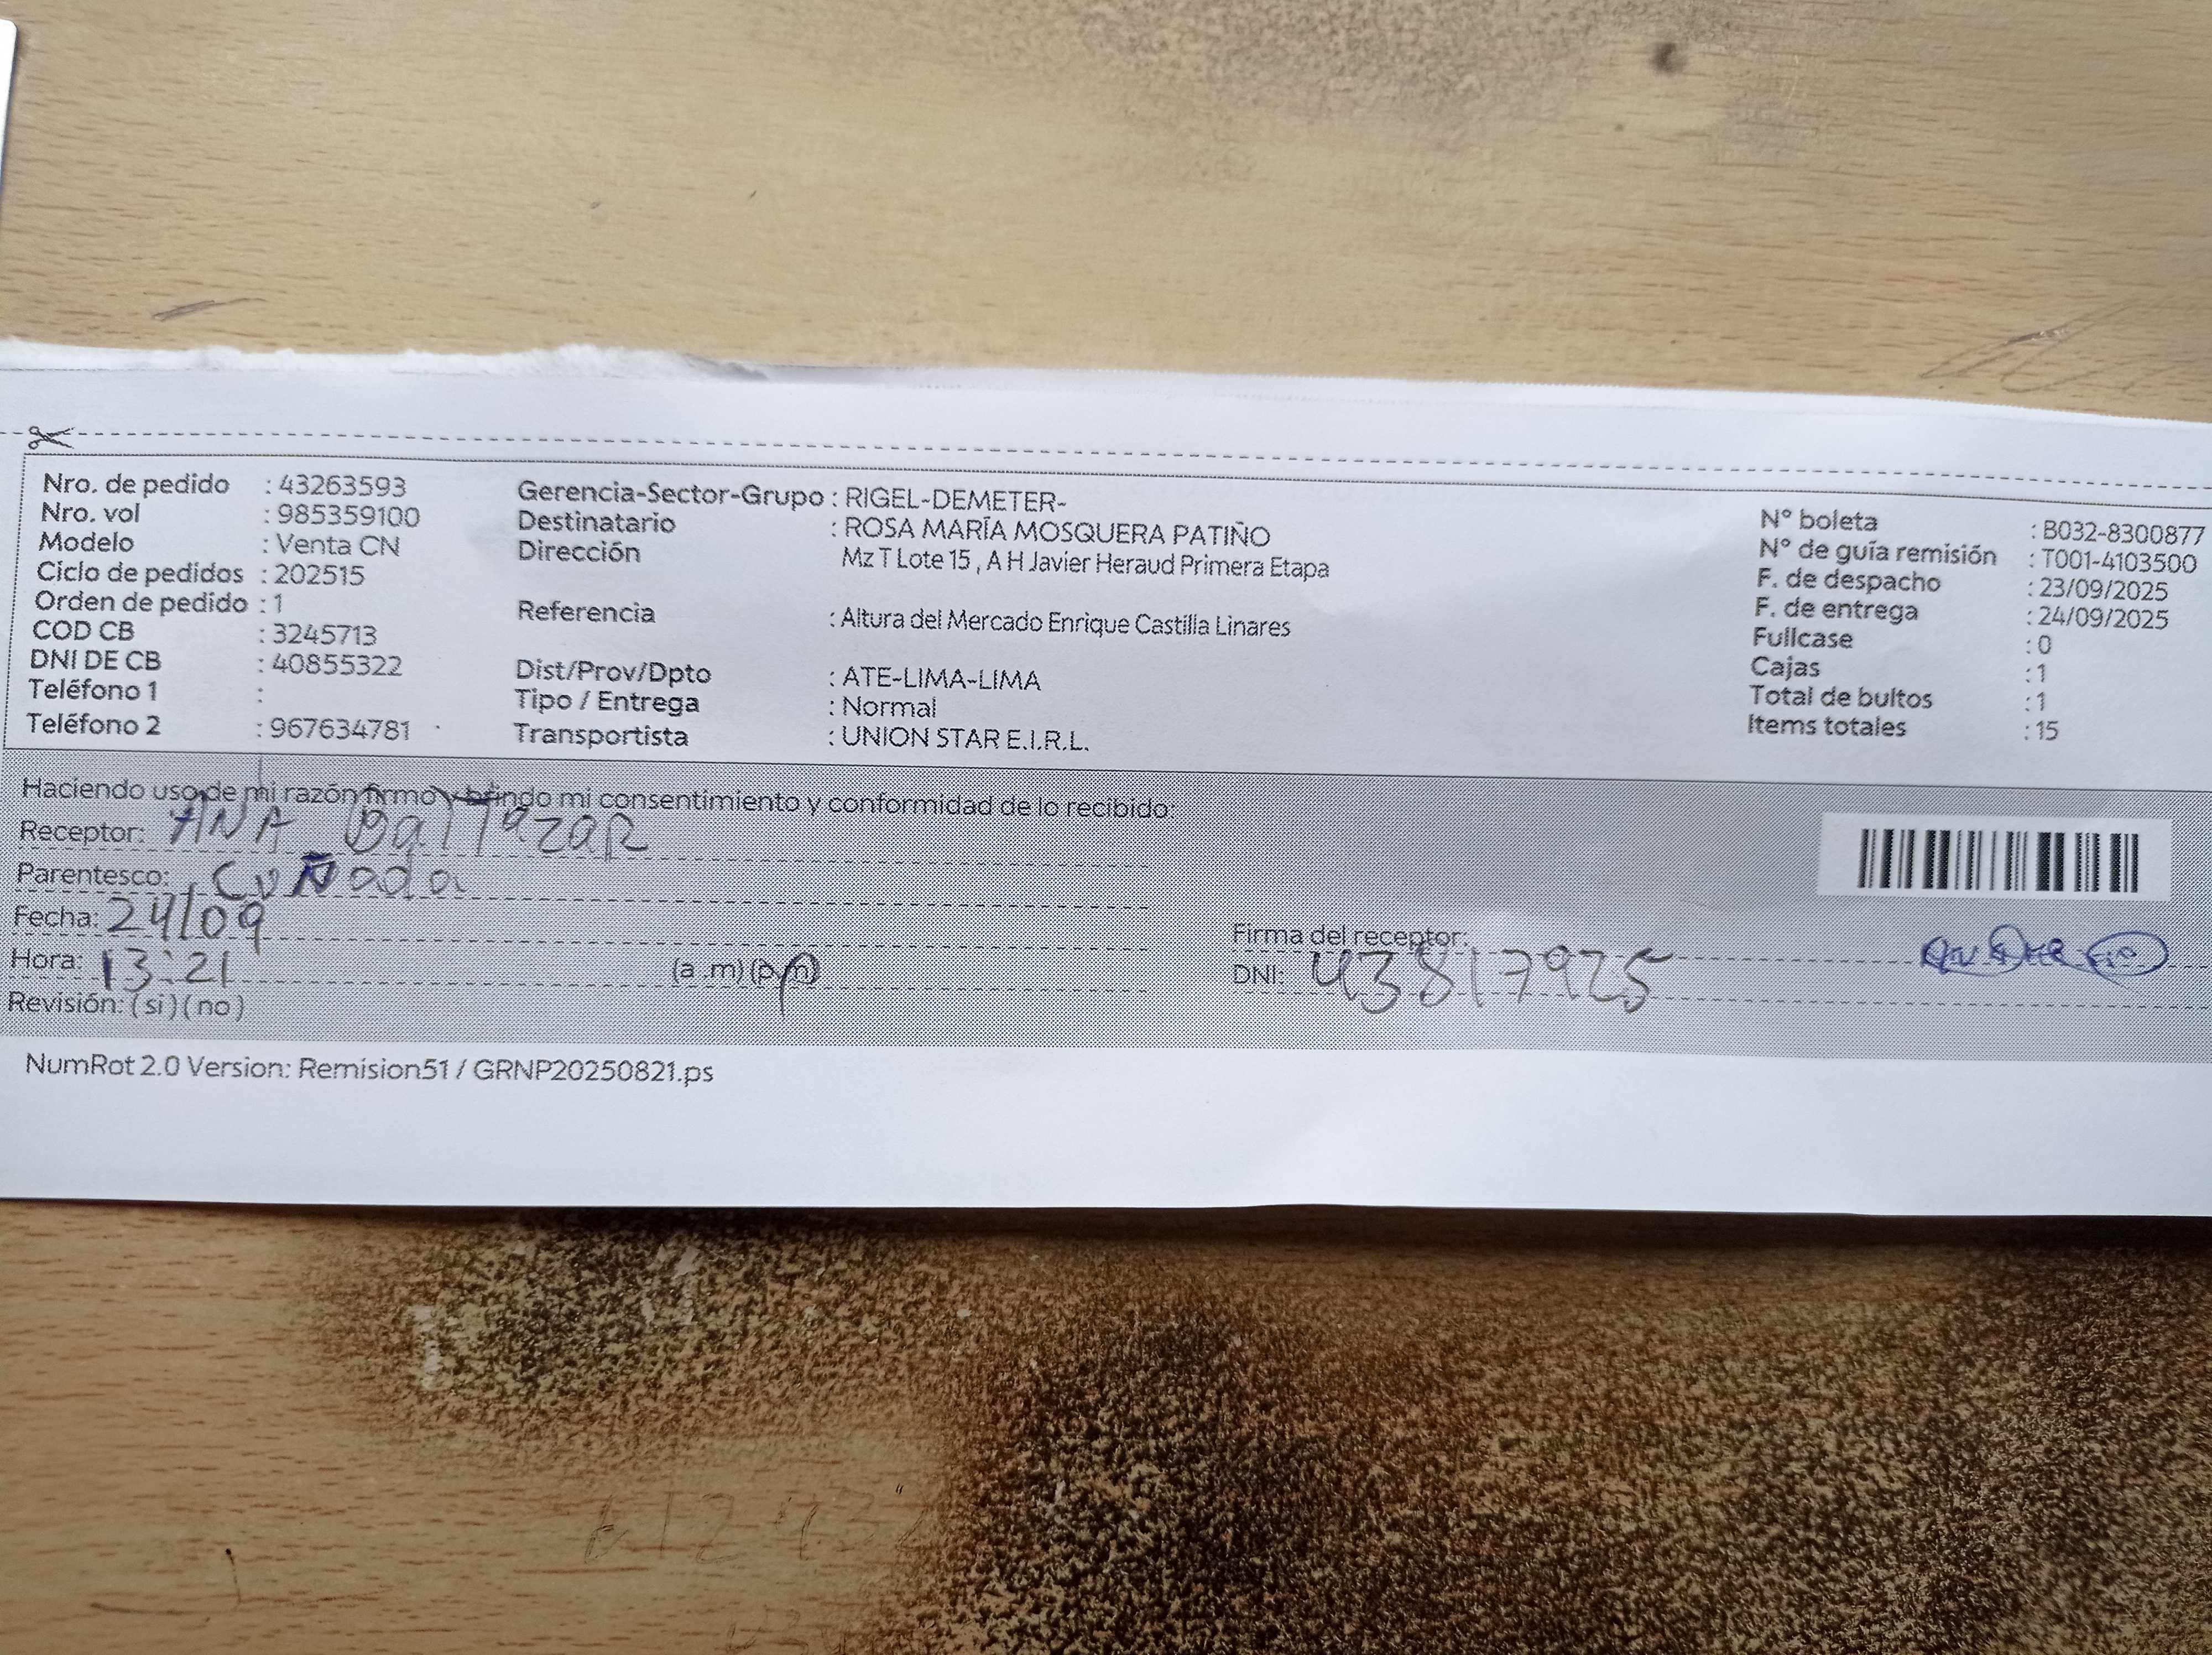 Nro. de pedido : 43263593
Nro. vol : 985359100
Modelo : Venta CN
Ciclo de pedidos : 202515
Orden de pedido : 1
COD CB : 3245713
DNI DE CB : 40855322
Teléfono 1 :
Teléfono 2 : 967634781
Gerencia-Sector-Grupo : RIGEL-DEMETER-
Destinatario : ROSA MARÍA MOSQUERA PATIÑO
Dirección Mz T Lote 15 , A H Javier Heraud Primera Etapa
Referencia : Altura del Mercado Enrique Castilla Linares
Dist/Prov/Dpto : ATE-LIMA-LIMA
Tipo / Entrega : Normal
Transportista : UNION STAR E.I.R.L.
N° boleta : B032-8300877
N° de guía remisión : T001-4103500
F. de despacho : 23/09/2025
F. de entrega : 24/09/2025
Fullcase : 0
Cajas : 1
Total de bultos : 1
Items totales : 15
Haciendo uso de mi razón firmo y brindo mi consentimiento y conformidad de lo recibido:
Receptor: ANA BalTazaR
Parentesco: CuÑada
Fecha: 24/09
Hora: 13:21 (a .m) (p.m)
Revisión: ( si ) ( no )
Firma del receptor:
DNI: 43817925
NumRot 2.0 Version: Remision51 / GRNP20250821.ps